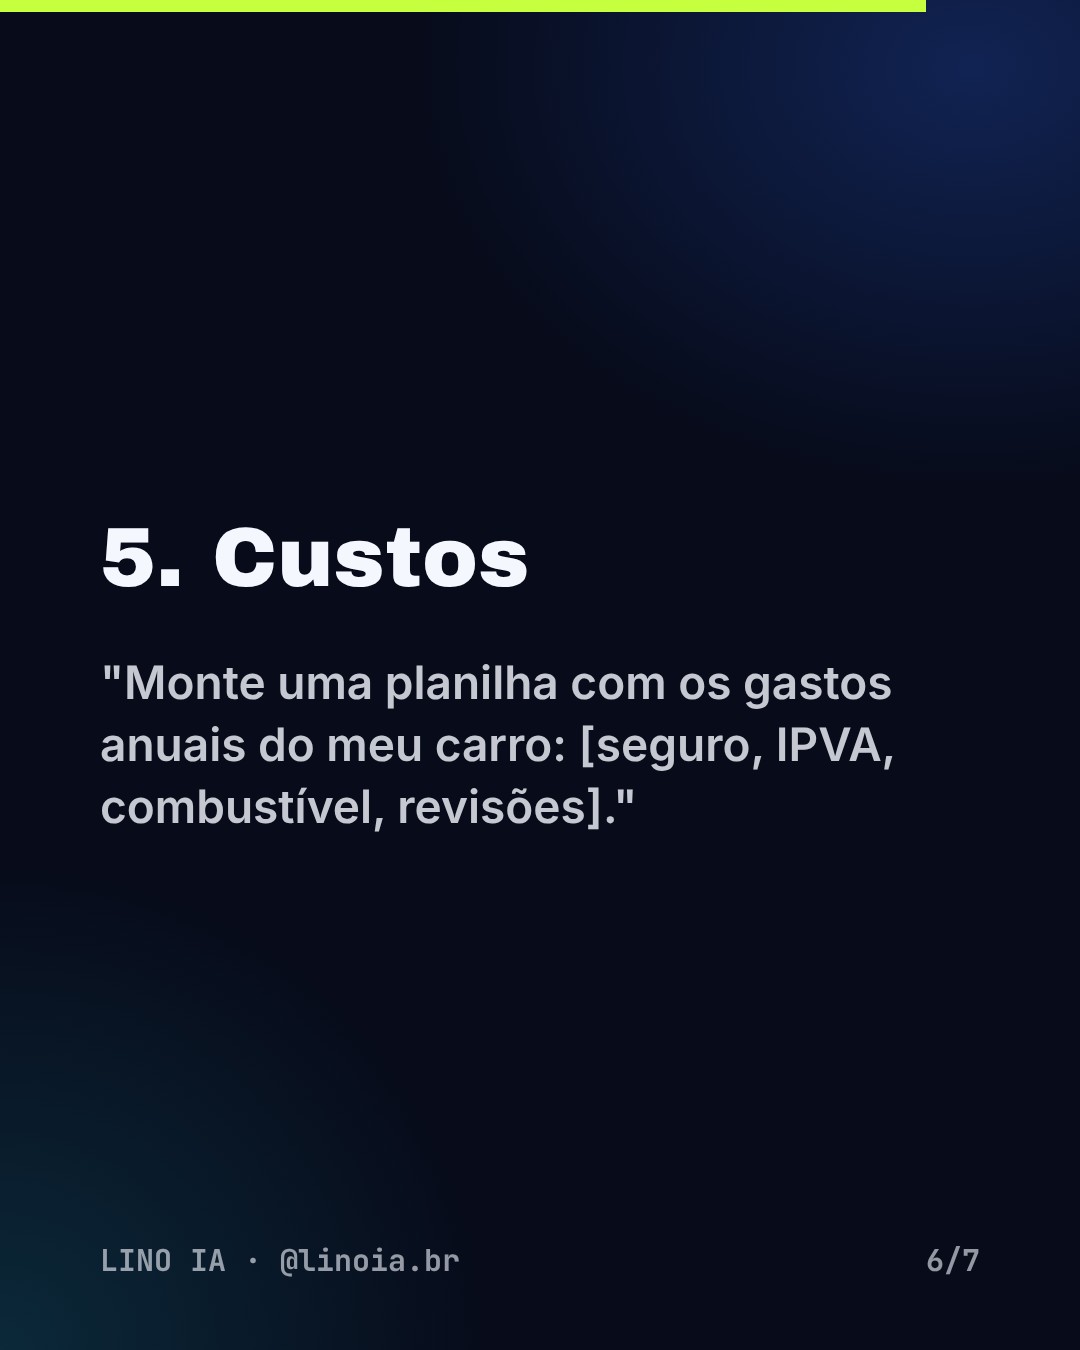 5. Custos
"Monte uma planilha com os gastos
anuais do meu carro: [seguro, IPVA,
combustível, revisões]."
LINO IA · @linoia.br
6/7